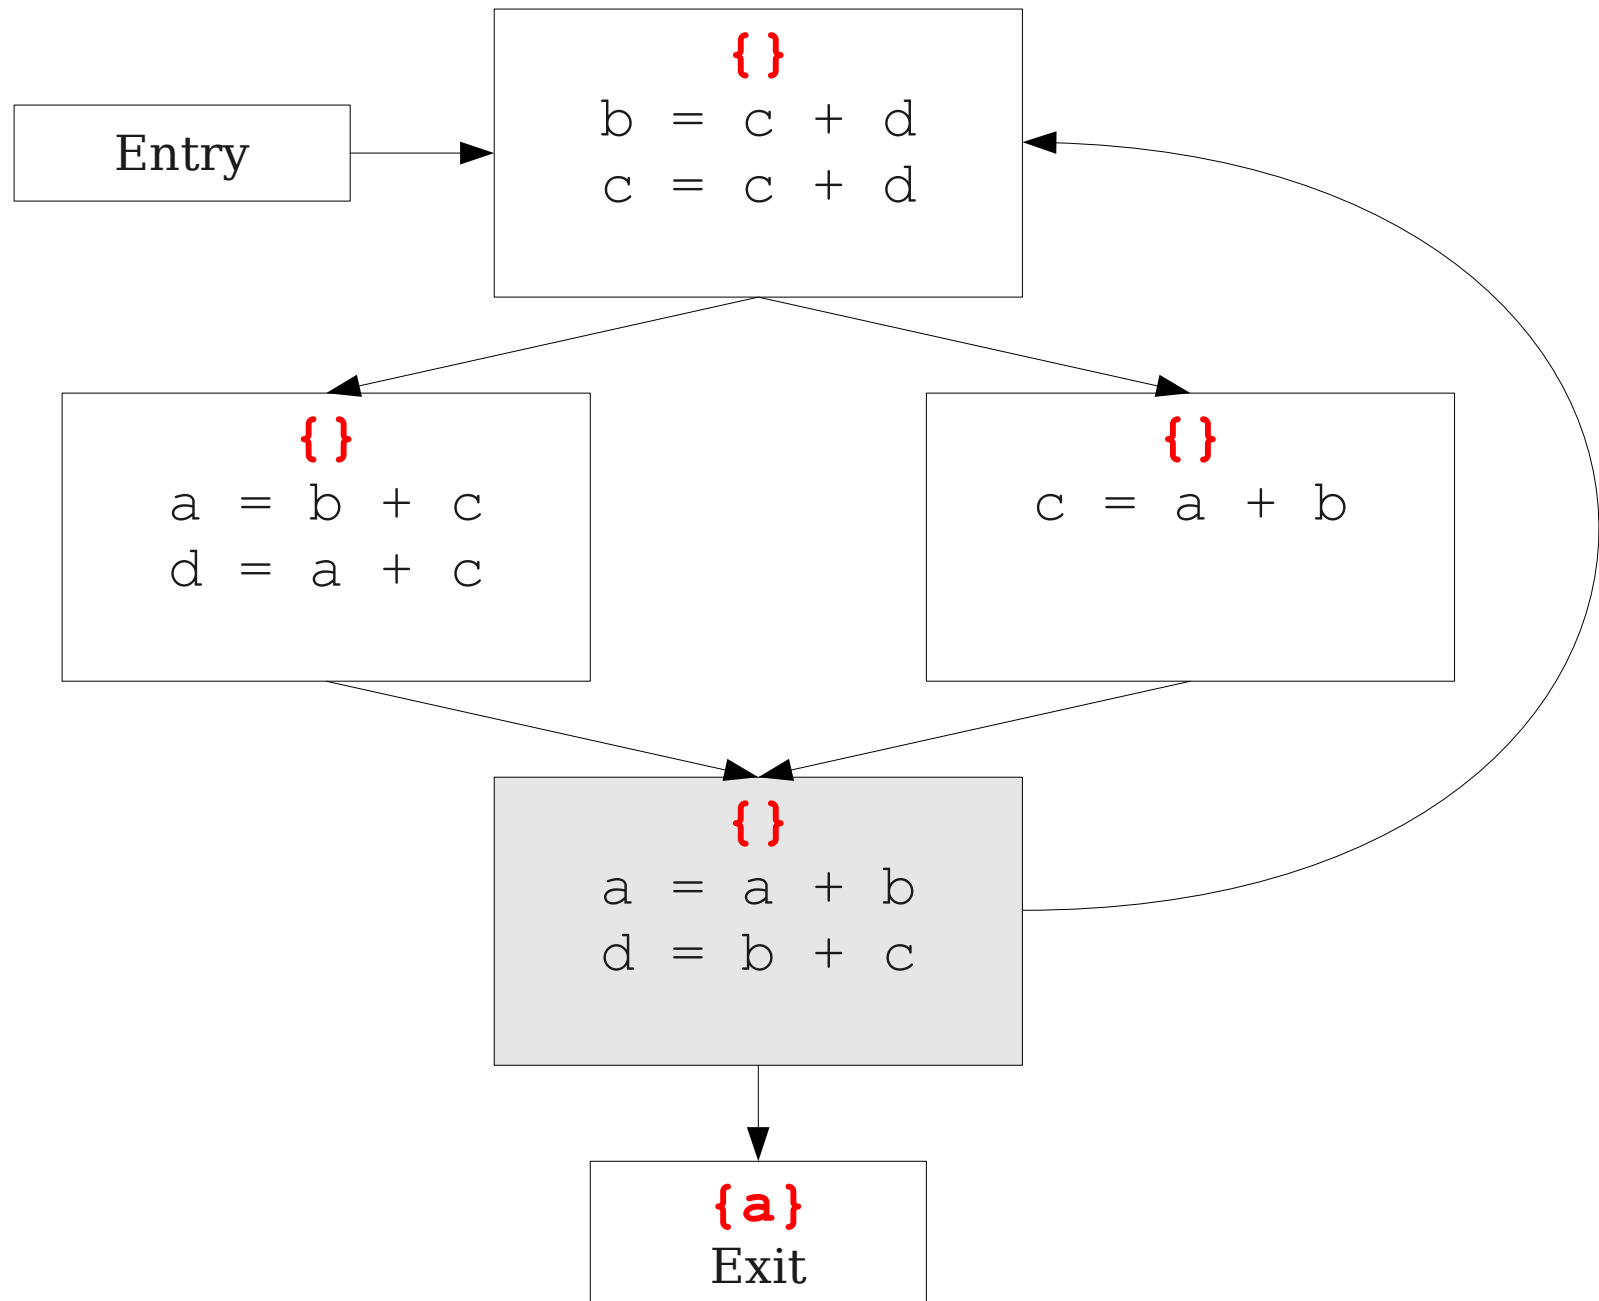 {}
b = c + d
c = c + d
Entry
{}
a = b + c
d = a + c
{}
c = a + b
{}
a = a + b
d = b + c
{a}
Exit